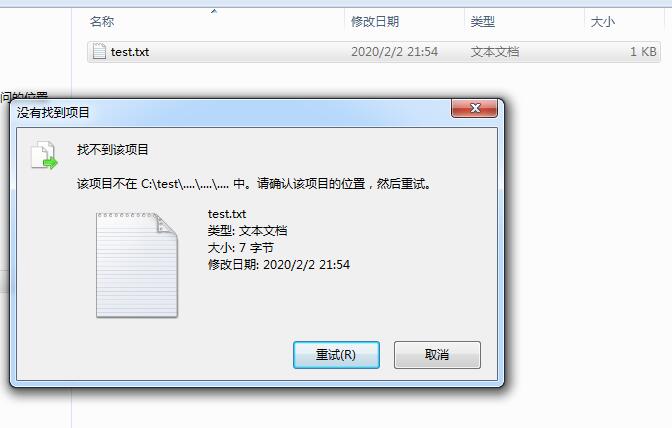 名称 修改日期 类型 大小
test.txt 2020/2/2 21:54 文本文档 1 KB
问的位置
没有找到项目
找不到该项目
该项目不在 C:\test\....\....\.... 中。请确认该项目的位置，然后重试。
test.txt
类型: 文本文档
大小: 7 字节
修改日期: 2020/2/2 21:54
重试(R) 取消